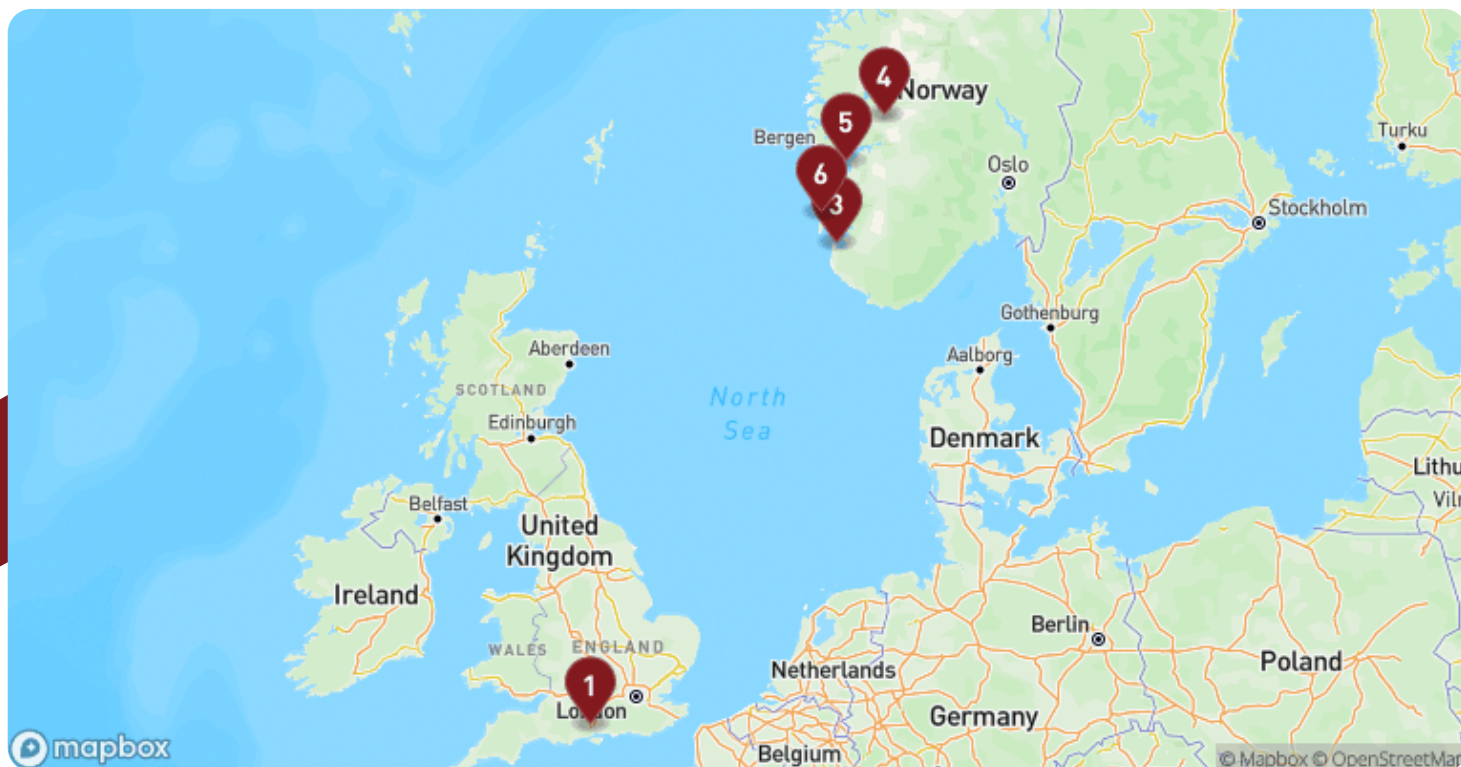 4
Norway
5
Bergen
Turku
6
Oslo
3
Stockholm
Gothenburg
Aberdeen
Aalborg
SCOTLAND
North
Sea
Edinburgh
Denmark
Lithu
Belfast
Viln
United
Kingdom
Ireland
Berlin
WALES
ENGLAND
Poland
Netherlands
1
London
Germany
mapbox
Belgium
© Mapbox © OpenStreetMap